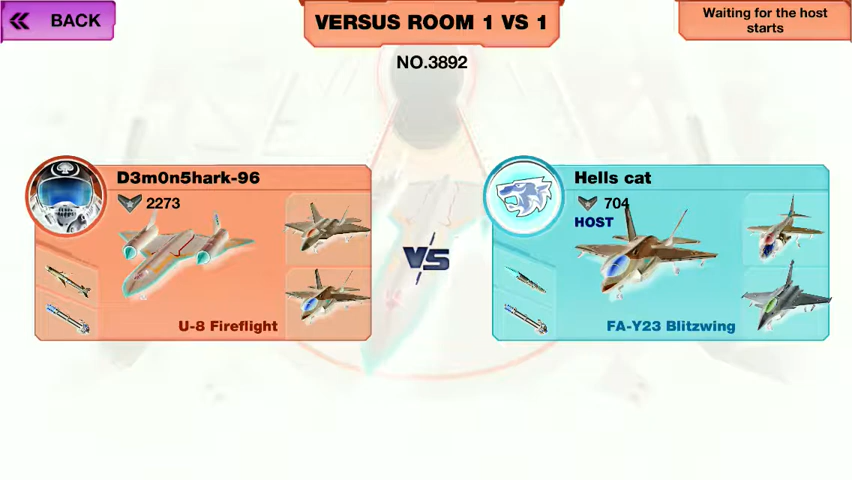 BACK
VERSUS ROOM 1 VS 1
Waiting for the host
starts
NO.3892
D3m0n5hark-96
2273
U-8 Fireflight
VS
Hells cat
704
HOST
FA-Y23 Blitzwing